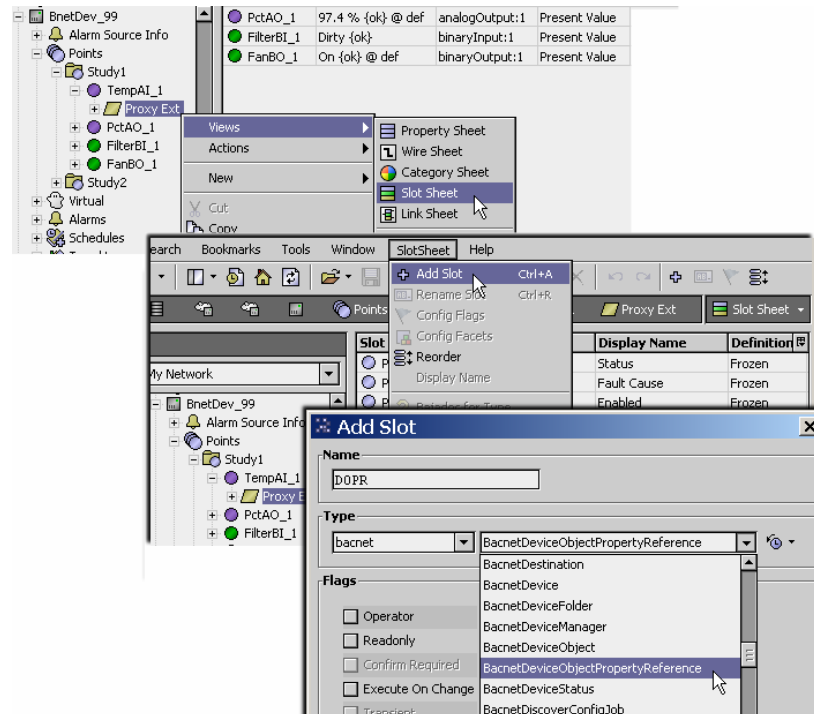 BnetDev_99
Alarm Source Info
Points
Study1
TempAI_1
Proxy Ext
PctAO_1
FilterBI_1
FanBO_1
Study2
Virtual
Alarms
Schedules
PctAO_1 97.4 % {ok} @ def analogOutput:1 Present Value
FilterBI_1 Dirty {ok} binaryInput:1 Present Value
FanBO_1 On {ok} @ def binaryOutput:1 Present Value
Views
Actions
New
Cut
Copy
Property Sheet
Wire Sheet
Category Sheet
Slot Sheet
Link Sheet
earch Bookmarks Tools Window SlotSheet Help
Add Slot Ctrl+A
Rename Slot Ctrl+R
Config Flags
Config Facets
Reorder
Display Name
Points
Proxy Ext
Slot Sheet
Slot Display Name Definition
Status Frozen
Fault Cause Frozen
Enabled Frozen
My Network
BnetDev_99
Alarm Source Info
Points
Study1
TempAI_1
Proxy E
PctAO_1
FilterBI_1
Add Slot
Name
DOPR
Type
bacnet BacnetDeviceObjectPropertyReference
BacnetDestination
BacnetDevice
BacnetDeviceFolder
BacnetDeviceManager
BacnetDeviceObject
BacnetDeviceObjectPropertyReference
BacnetDeviceStatus
BacnetDiscoverConfigJob
Flags
Operator
Readonly
Confirm Required
Execute On Change
Transient